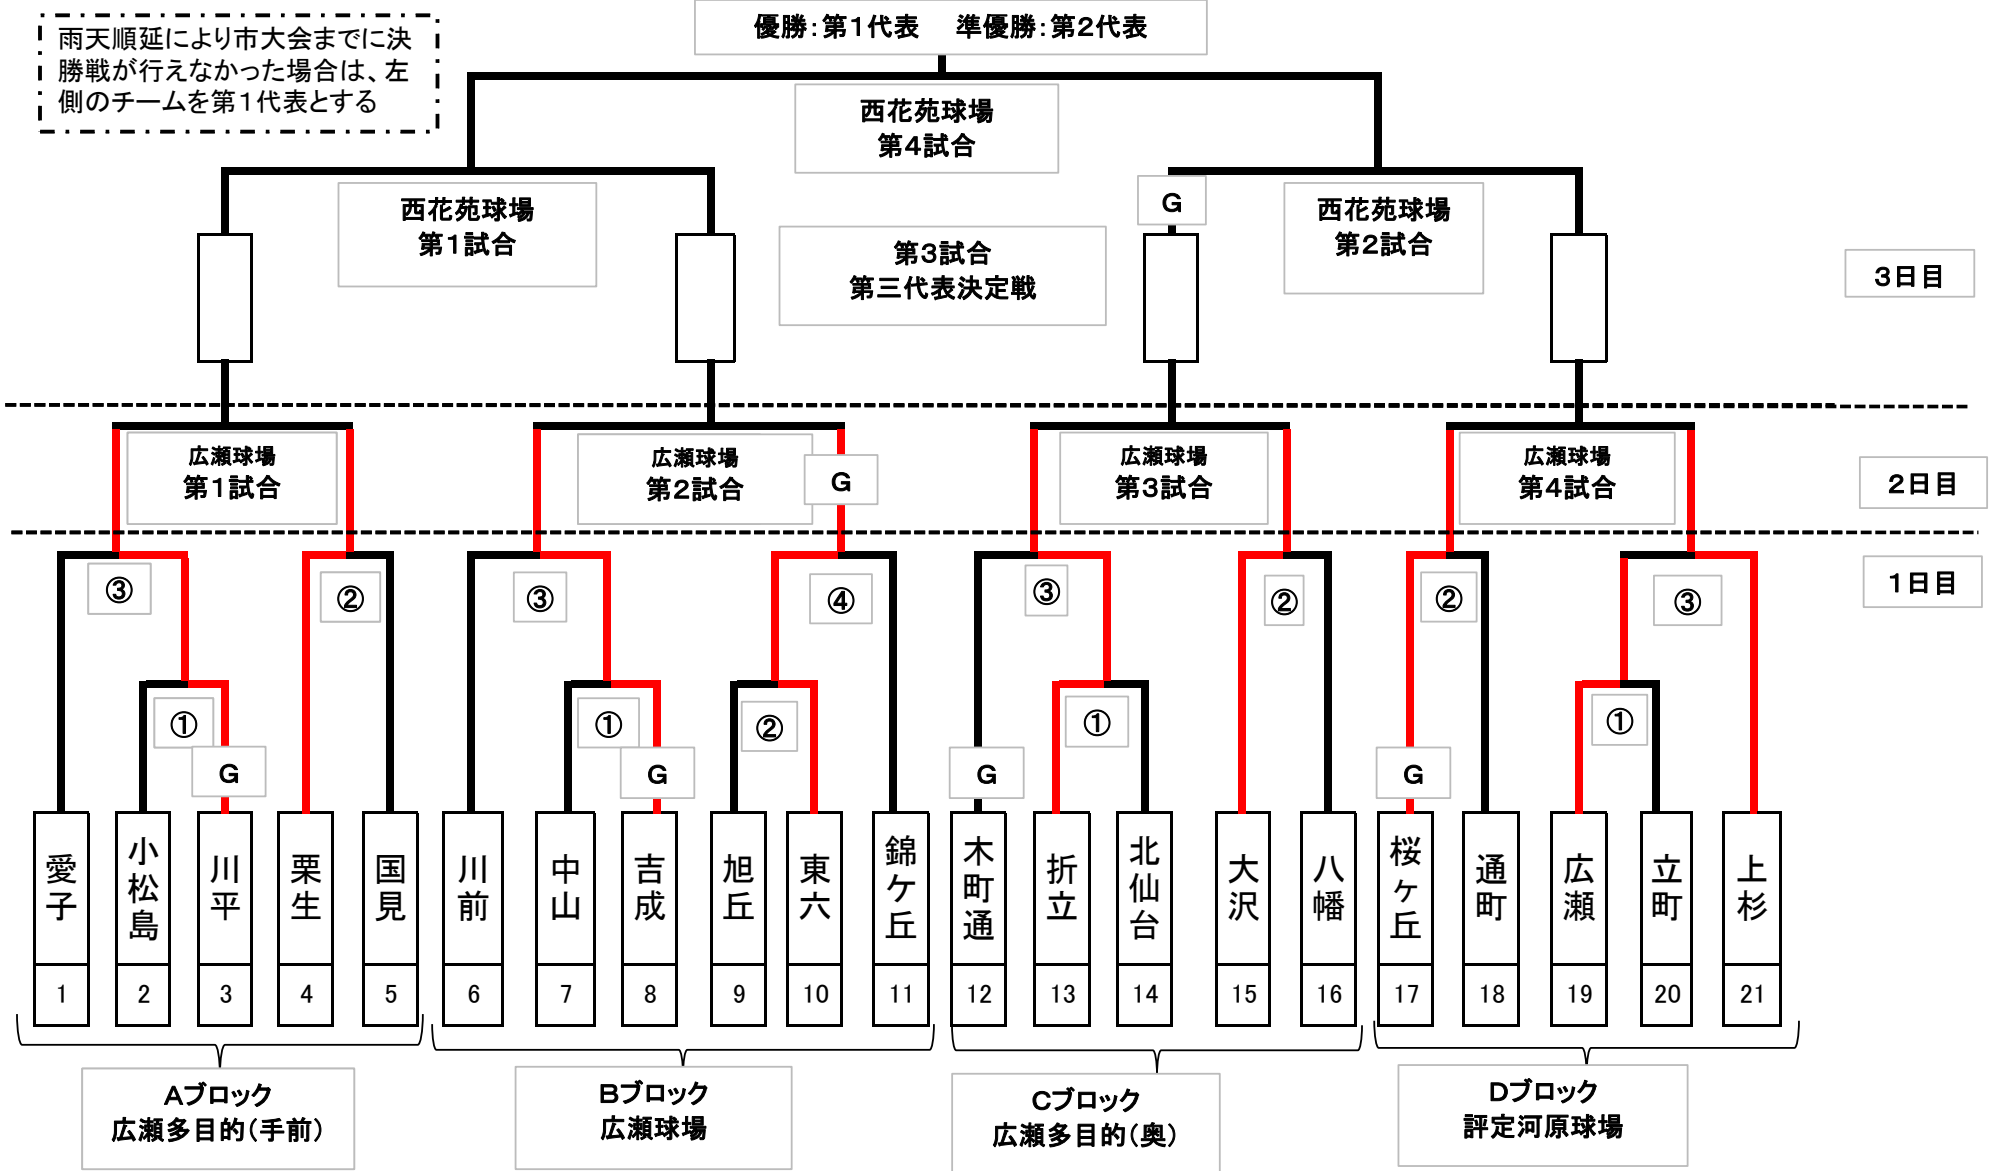 優勝：第１代表　準優勝：第２代表
雨天順延により市大会までに決
勝戦が行えなかった場合は、左
側のチームを第１代表とする
西花苑球場
第４試合
西花苑球場
第１試合
Ｇ
西花苑球場
第２試合
第３試合
第三代表決定戦
３日目
広瀬球場
第１試合
広瀬球場
第２試合
Ｇ
広瀬球場
第３試合
広瀬球場
第４試合
２日目
１日目
③
②
③
④
③
②
②
③
①
①
②
①
①
Ｇ
Ｇ
Ｇ
Ｇ
愛子
小松島
川平
栗生
国見
川前
中山
吉成
旭丘
東六
錦ケ丘
木町通
折立
北仙台
大沢
八幡
桜ヶ丘
通町
広瀬
立町
上杉
1 2 3 4 5 6 7 8 9 10 11 12 13 14 15 16 17 18 19 20 21
Ａブロック
広瀬多目的（手前）
Ｂブロック
広瀬球場
Ｃブロック
広瀬多目的（奥）
Ｄブロック
評定河原球場